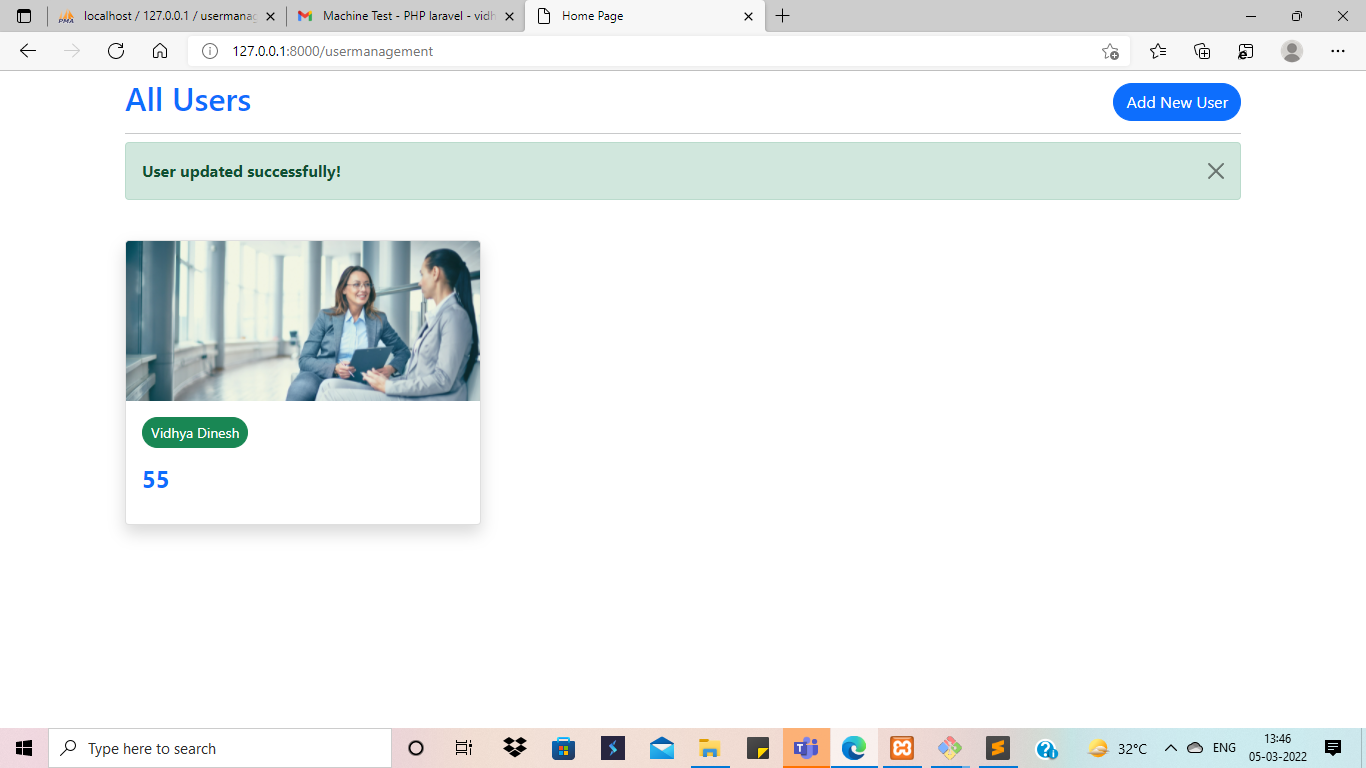 localhost / 127.0.0.1 / usermanag
Machine Test - PHP laravel - vidh
Home Page
127.0.0.1:8000/usermanagement
All Users
Add New User
User updated successfully!
Vidhya Dinesh
55
Type here to search
32°C
ENG
13:46
05-03-2022